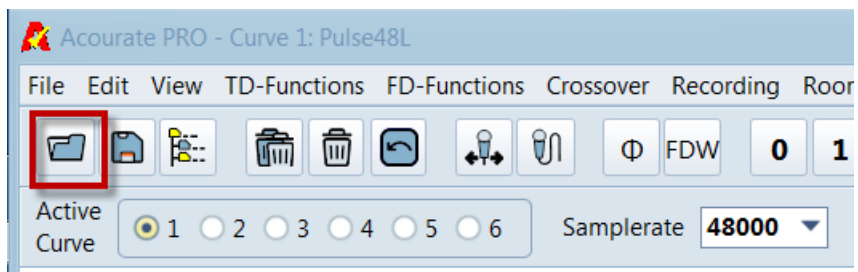 Acourate PRO - Curve 1: Pulse48L
File Edit View TD-Functions FD-Functions Crossover Recording Room
Φ FDW 0 1
Active Curve 1 2 3 4 5 6 Samplerate 48000